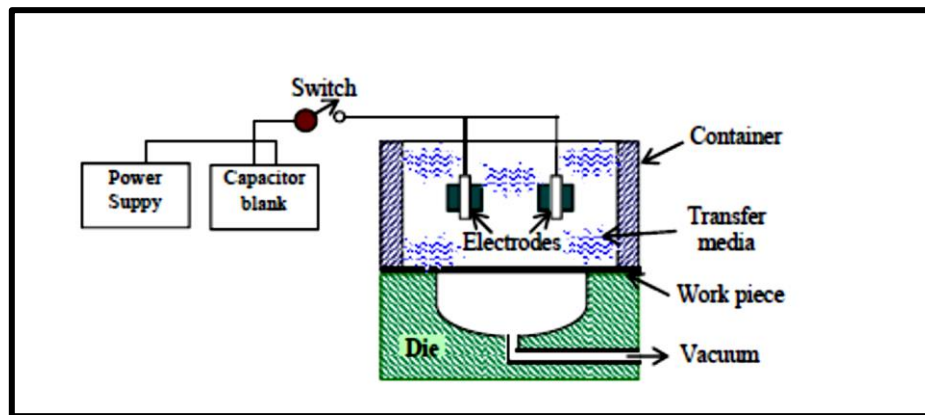 Switch
Container
Power
Suppy
Capacitor
blank
Electrodes
Transfer
media
Work piece
Die
Vacuum